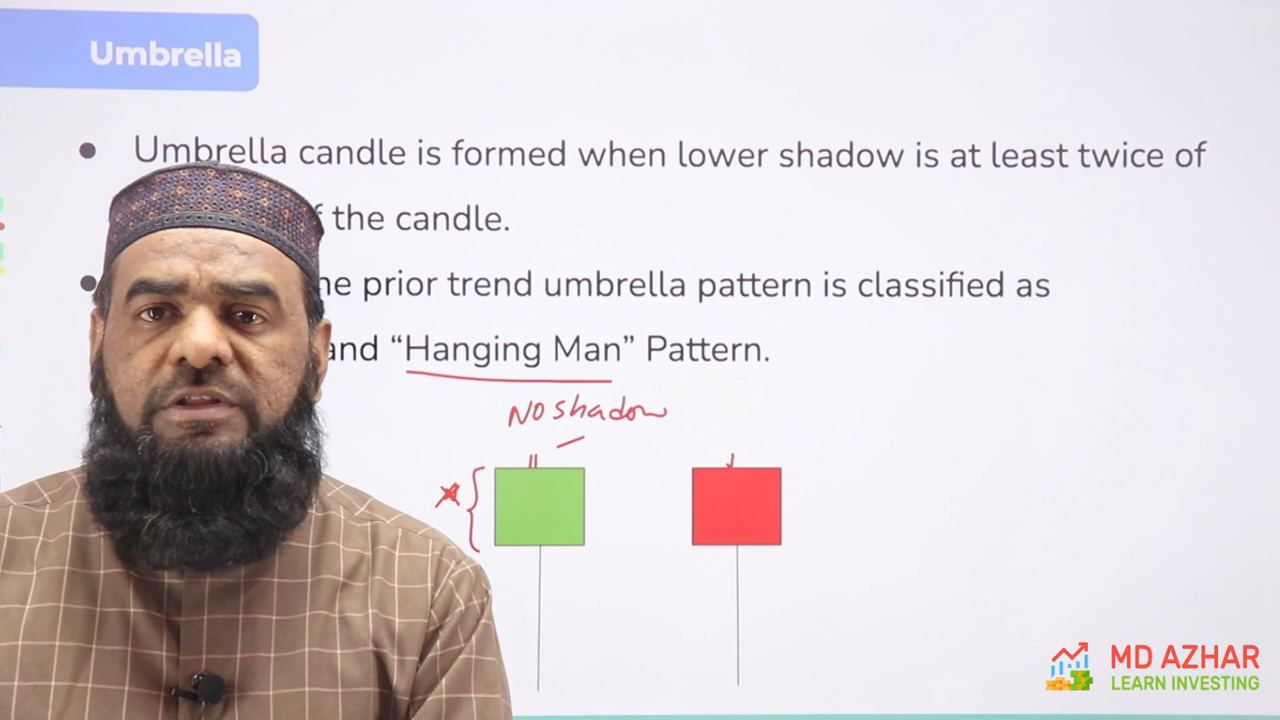 Umbrella
● Umbrella candle is formed when lower shadow is at least twice of
the candle.
● prior trend umbrella pattern is classified as
and “Hanging Man” Pattern.
No shadow
MD AZHAR
LEARN INVESTING